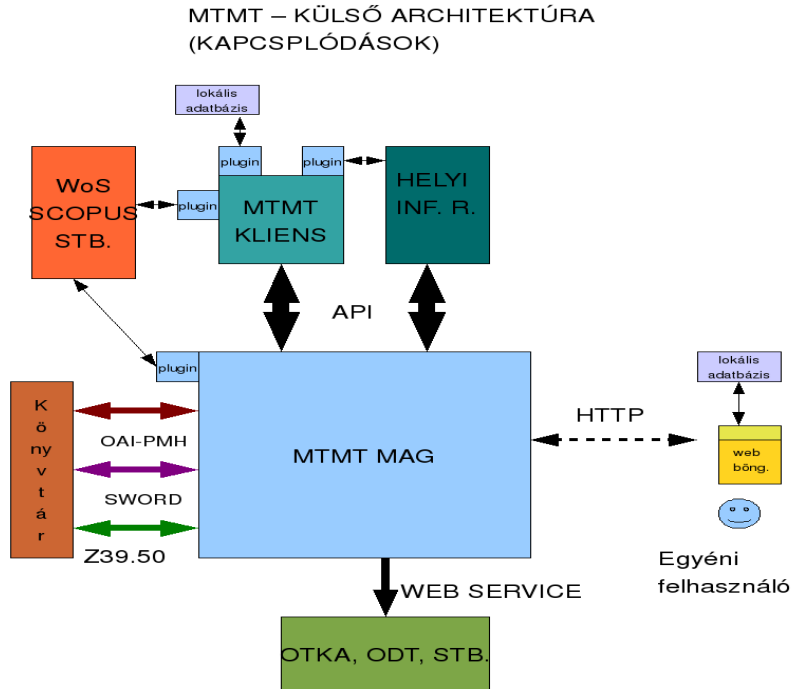 MTMT – KÜLSŐ ARCHITEKTÚRA
(KAPCSPLÓDÁSOK)
lokális
adatbázis
plugin
plugin
WoS
SCOPUS
STB.
plugin
MTMT
KLIENS
HELYI
INF. R.
API
plugin
lokális
adatbázis
Könyvtár
OAI-PMH
SWORD
Z39.50
MTMT MAG
HTTP
web
böng.
Egyéni
felhasználó
WEB SERVICE
OTKA, ODT, STB.